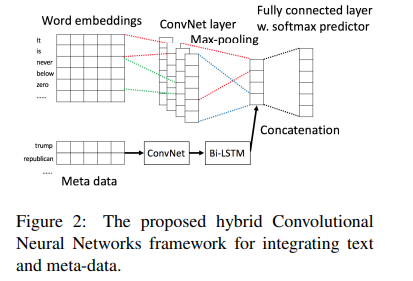 Word embeddings
ConvNet layer
Max-pooling
Fully connected layer
w. softmax predictor
It
is
never
below
zero
.....
Concatenation
trump
republican
....
ConvNet
Bi-LSTM
Meta data
Figure 2: The proposed hybrid Convolutional
Neural Networks framework for integrating text
and meta-data.